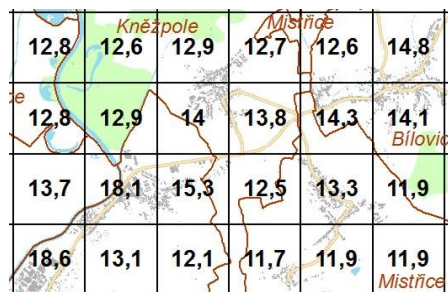 Kněžpole Mistřice
12,8 12,6 12,9 12,7 12,6 14,8
ce
12,8 12,9 14 13,8 14,3 14,1
Bílovic
13,7 18,1 15,3 12,5 13,3 11,9
18,6 13,1 12,1 11,7 11,9 11,9
Mistřice